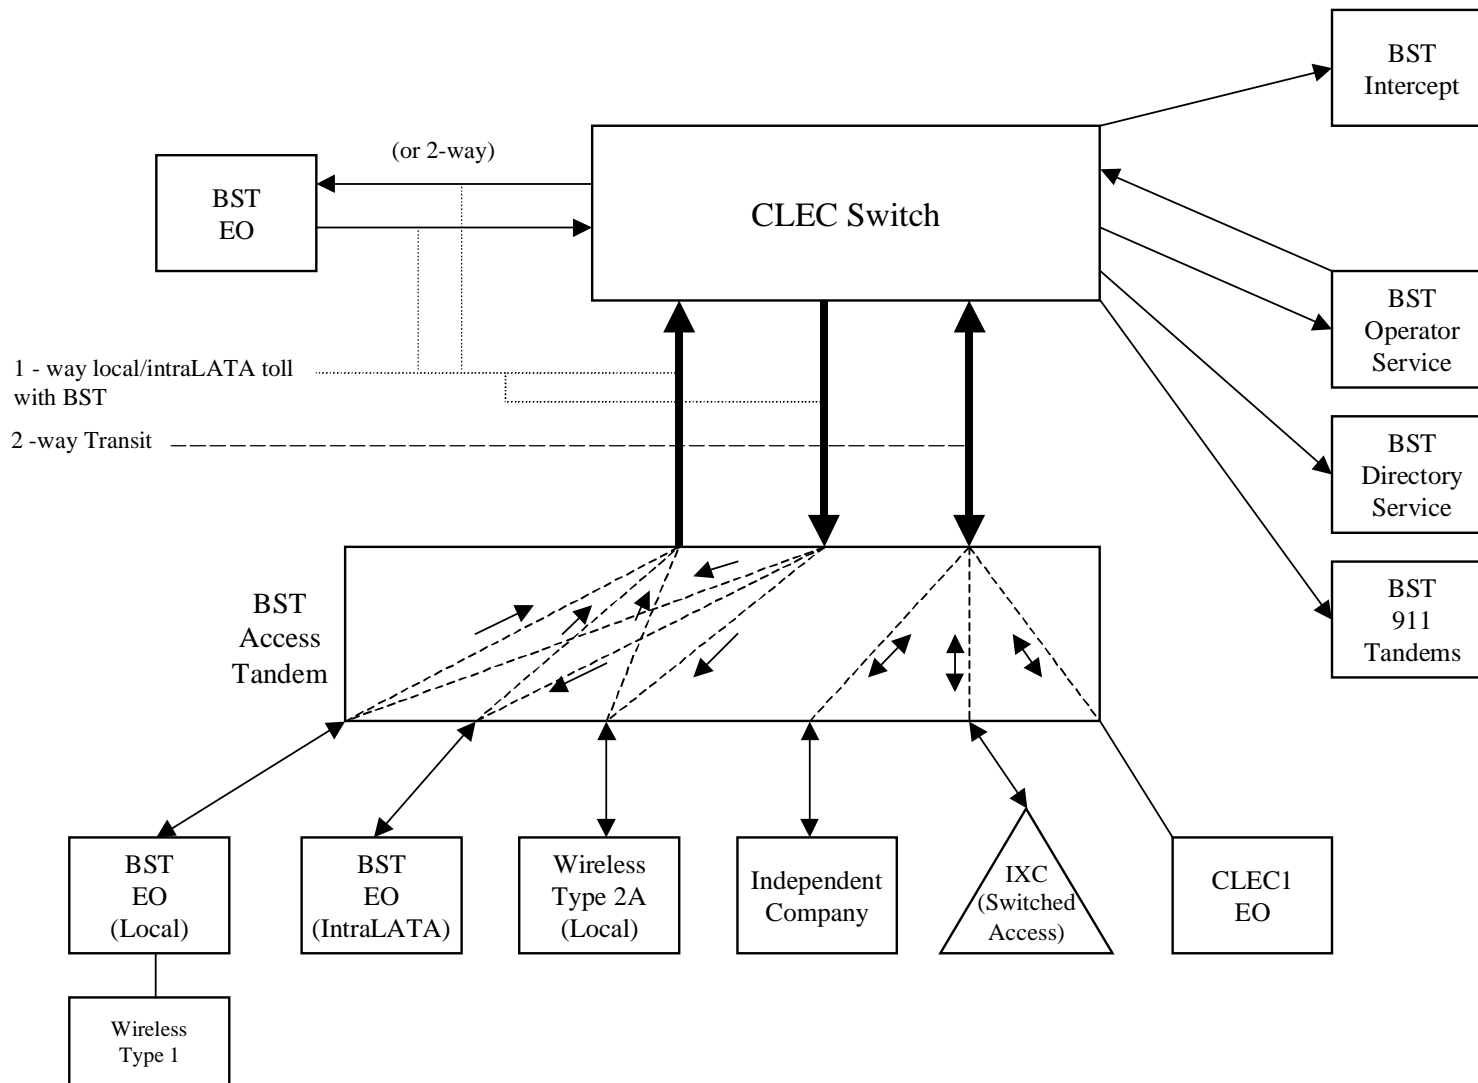 BST
Intercept
(or 2-way)
BST
EO
CLEC Switch
BST
Operator
Service
1 - way local/intraLATA toll
with BST
2 -way Transit
BST
Directory
Service
BST
911
Tandems
BST
Access
Tandem
BST
EO
(Local)
BST
EO
(IntraLATA)
Wireless
Type 2A
(Local)
Independent
Company
IXC
(Switched
Access)
CLEC1
EO
Wireless
Type 1